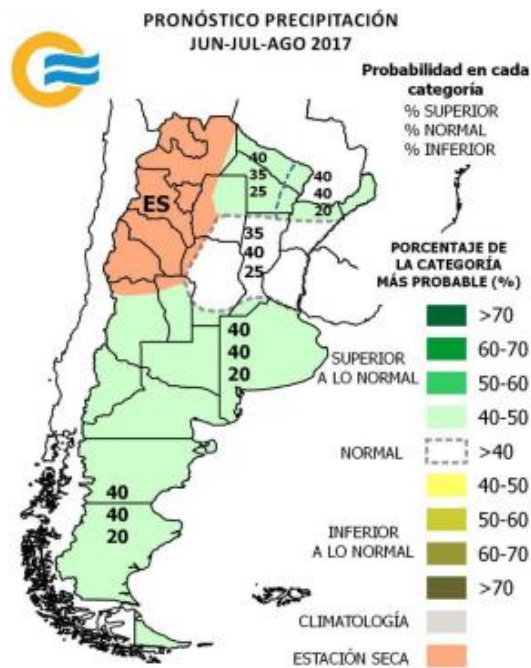 PRONÓSTICO PRECIPITACIÓN
JUN-JUL-AGO 2017
Probabilidad en cada
categoría
% SUPERIOR
% NORMAL
% INFERIOR
40
35
25
40
40
20
ES
35
40
25
40
40
20
40
40
20
PORCENTAJE DE
LA CATEGORÍA
MÁS PROBABLE (%)
>70
60-70
SUPERIOR
A LO NORMAL
50-60
40-50
NORMAL
>40
40-50
50-60
INFERIOR
A LO NORMAL
60-70
>70
CLIMATOLOGÍA
ESTACIÓN SECA